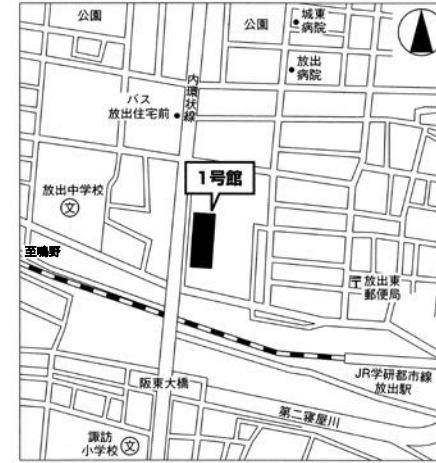 公園
公園
城東
病院
放出
病院
内環状線
バス
放出住宅前
1号館
放出中学校
文
至鴫野
〒放出東
郵便局
JR学研都市線
放出駅
阪東大橋
第二寝屋川
諏訪
小学校
文